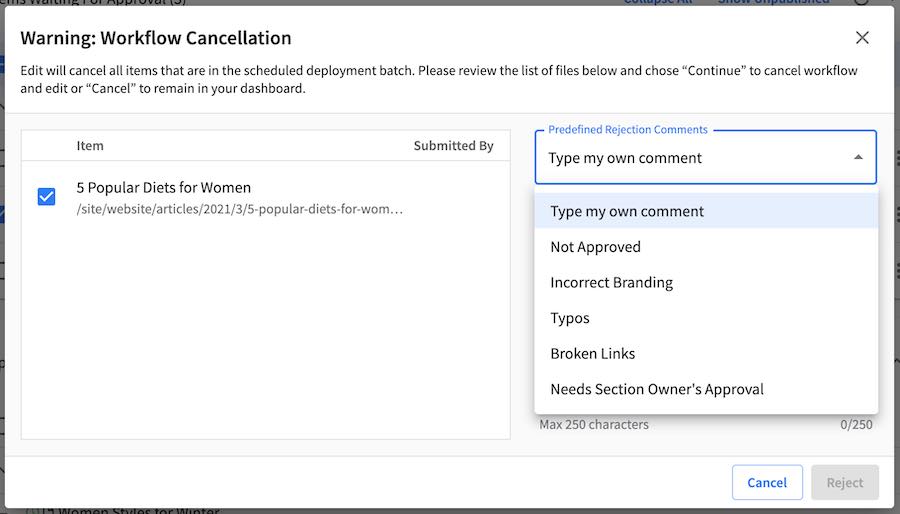 Items Waiting For Approval (3)
Collapse All Show Unpublished
Warning: Workflow Cancellation
Edit will cancel all items that are in the scheduled deployment batch. Please review the list of files below and chose “Continue” to cancel workflow
and edit or “Cancel” to remain in your dashboard.
Item Submitted By
5 Popular Diets for Women
/site/website/articles/2021/3/5-popular-diets-for-wom…
Predefined Rejection Comments
Type my own comment
Type my own comment
Not Approved
Incorrect Branding
Typos
Broken Links
Needs Section Owner's Approval
Max 250 characters 0/250
Cancel Reject
Women Styles for Winter